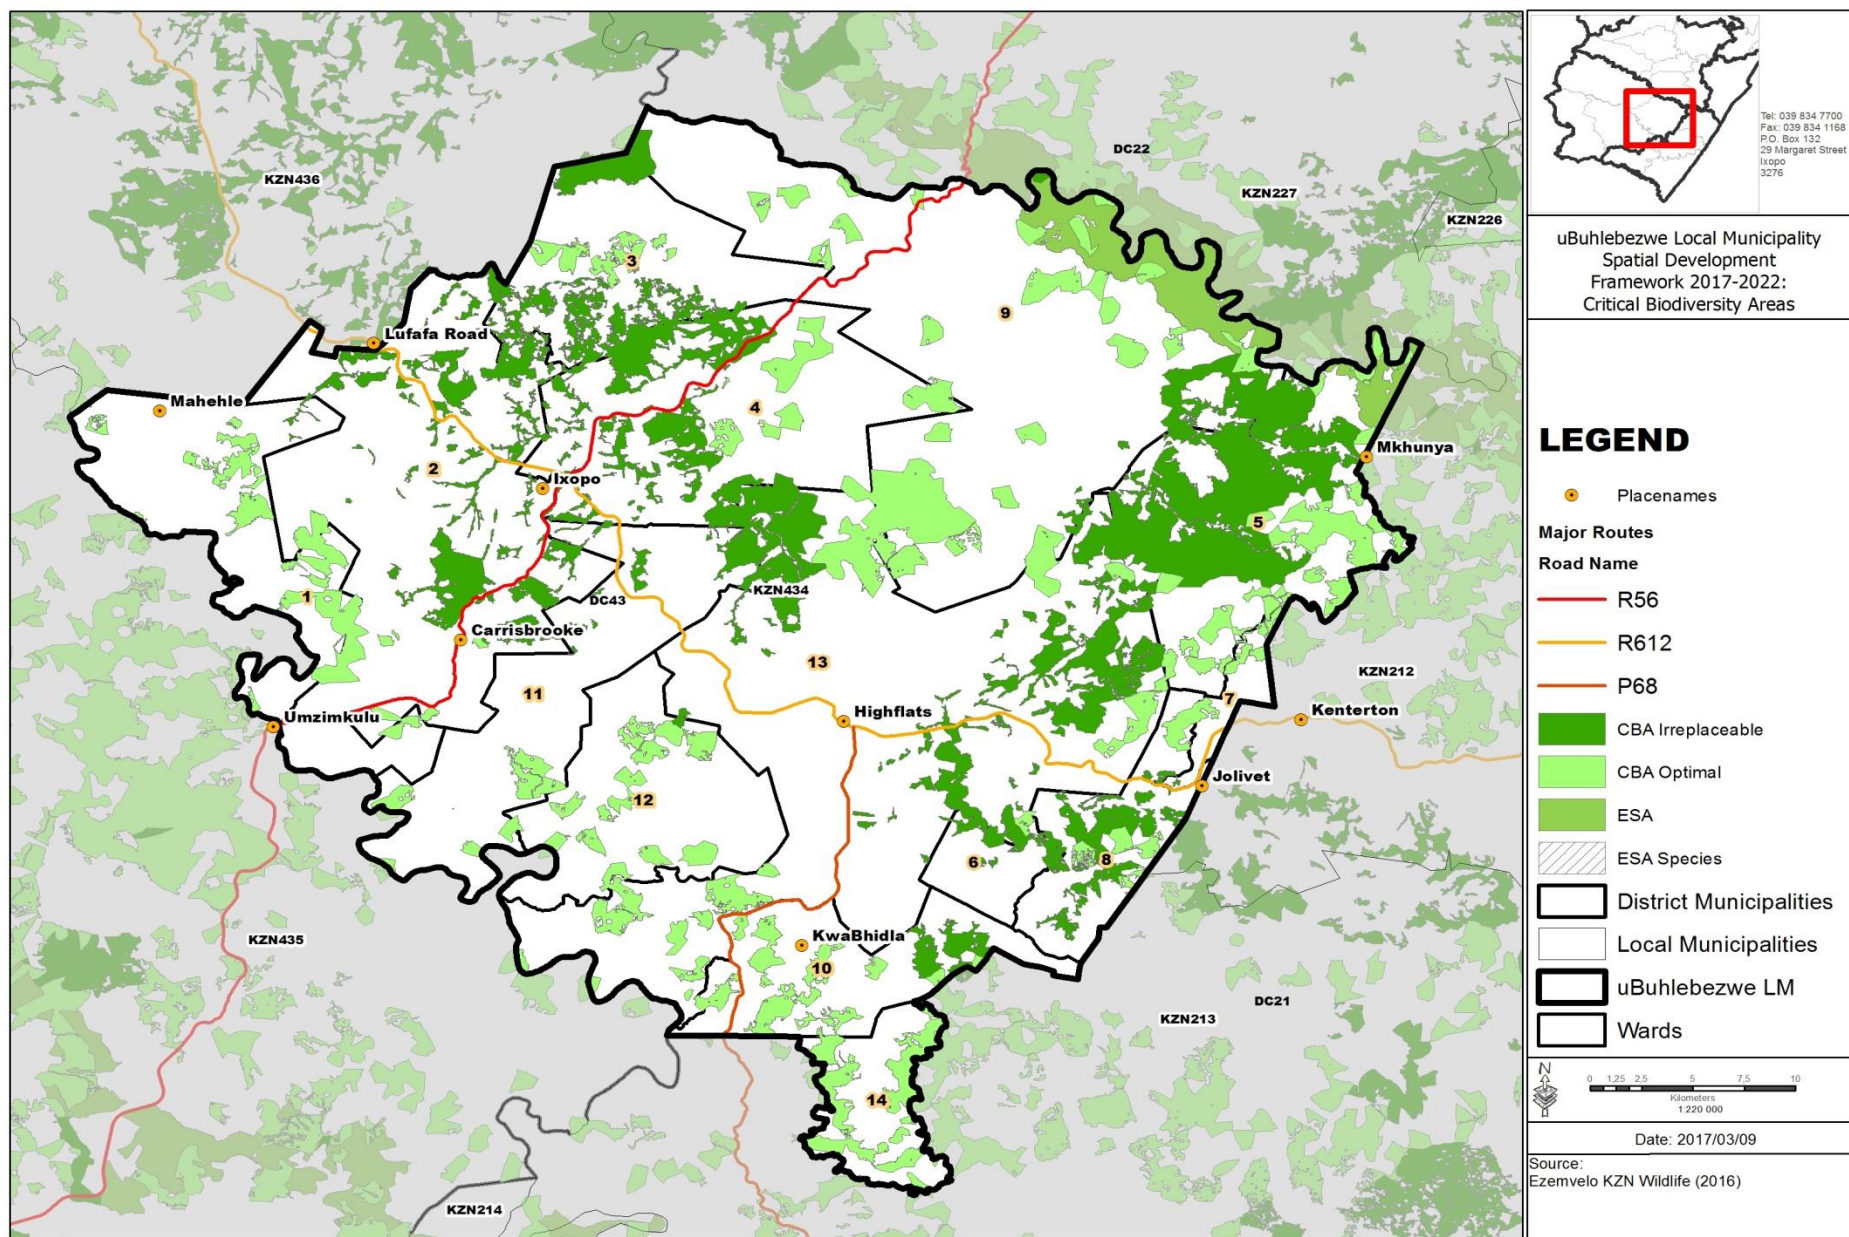 KZN436
DC22
KZN227
KZN226
3
9
Lufafa Road
Mahehle
4
2
Ixopo
Mkhunya
5
1
DC43
KZN434
Carrisbrooke
13
KZN212
11
7
Umzimkulu
Highflats
Kenterton
Jolivet
12
6
8
KZN435
KwaBhidla
10
DC21
KZN213
14
KZN214
Tel: 039 834 7700
Fax: 039 834 1168
P.O. Box 132
29 Margaret Street
Ixopo
3276
uBuhlebezwe Local Municipality
Spatial Development
Framework 2017-2022:
Critical Biodiversity Areas
LEGEND
Placenames
Major Routes
Road Name
R56
R612
P68
CBA Irreplaceable
CBA Optimal
ESA
ESA Species
District Municipalities
Local Municipalities
uBuhlebezwe LM
Wards
N
0 1,25 2,5 5 7,5 10
Kilometers
1:220 000
Date: 2017/03/09
Source:
Ezemvelo KZN Wildlife (2016)